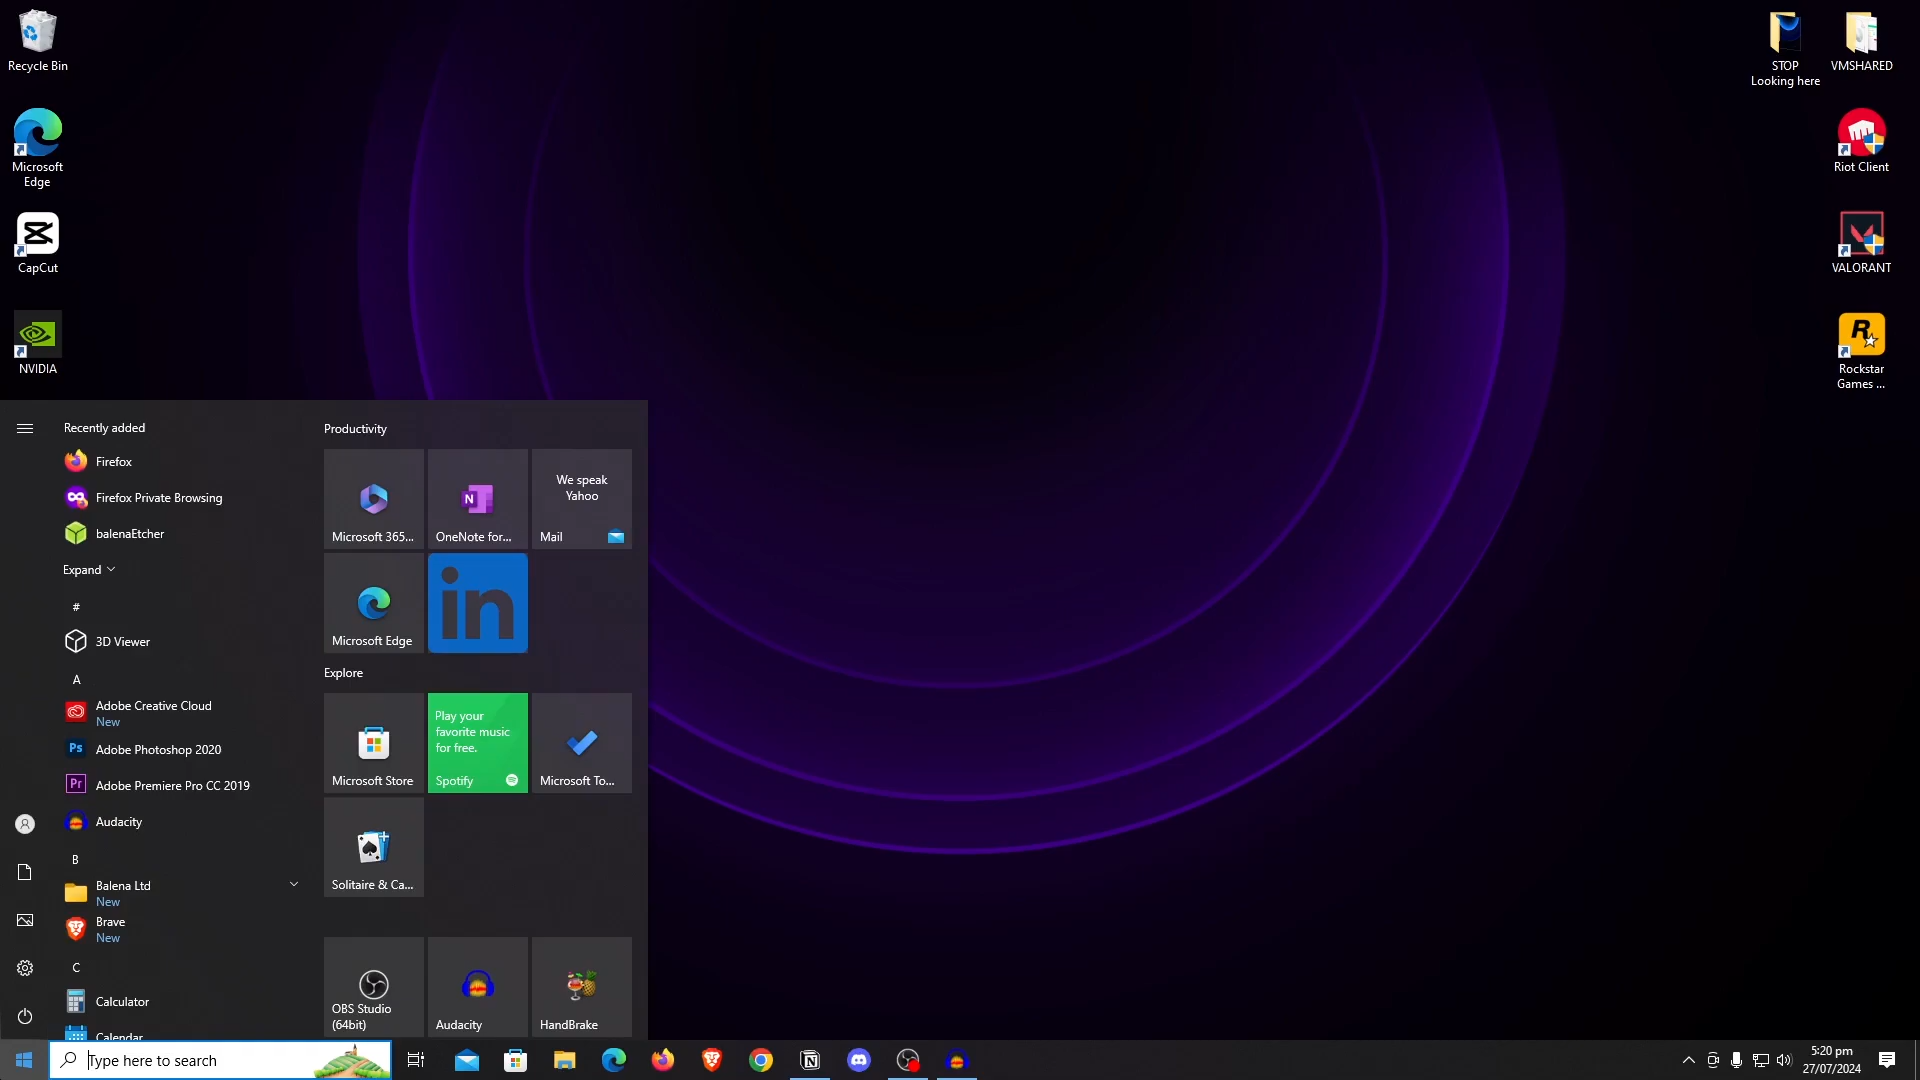 Recycle Bin
Microsoft
Edge
CapCut
NVIDIA
STOP
Looking here
VMSHARED
Riot Client
VALORANT
Rockstar
Games ...
Recently added
Firefox
Firefox Private Browsing
balenaEtcher
Expand
#
3D Viewer
A
Adobe Creative Cloud
New
Ps
Adobe Photoshop 2020
Pr
Adobe Premiere Pro CC 2019
Audacity
B
Balena Ltd
New
Brave
New
C
Calculator
Calendar
Productivity
Microsoft 365...
N
OneNote for...
We speak
Yahoo
Mail
Microsoft Edge
in
Explore
Microsoft Store
Play your
favorite music
for free.
Spotify
Microsoft To...
Solitaire & Ca...
OBS Studio
(64bit)
Audacity
HandBrake
Type here to search
5:20 pm
27/07/2024